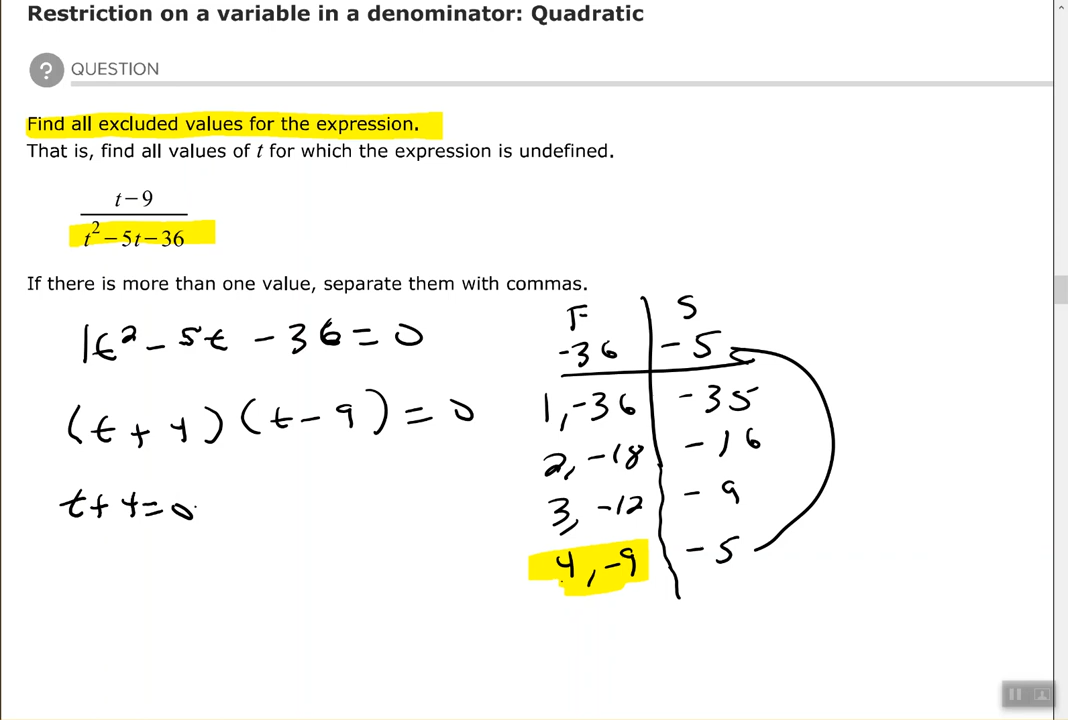 Restriction on a variable in a denominator: Quadratic
? QUESTION
Find all excluded values for the expression.
That is, find all values of t for which the expression is undefined.
t−9
t²−5t−36
If there is more than one value, separate them with commas.
1t²-5t-36=0
(t+4)(t-9)=0
t+4=0
F S
-36 -5
1,-36 -35
2,-18 -16
3,-12 -9
4,-9 -5